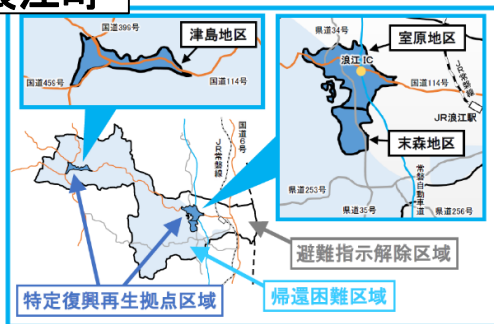 国道399号
津島地区
国道459号
国道114号
県道34号
室原地区
浪江IC
国道114号
JR常磐線
JR浪江駅
末森地区
常磐自動車道
県道253号
県道35号
県道256号
国道6号
JR常磐線
避難指示解除区域
特定復興再生拠点区域
帰還困難区域